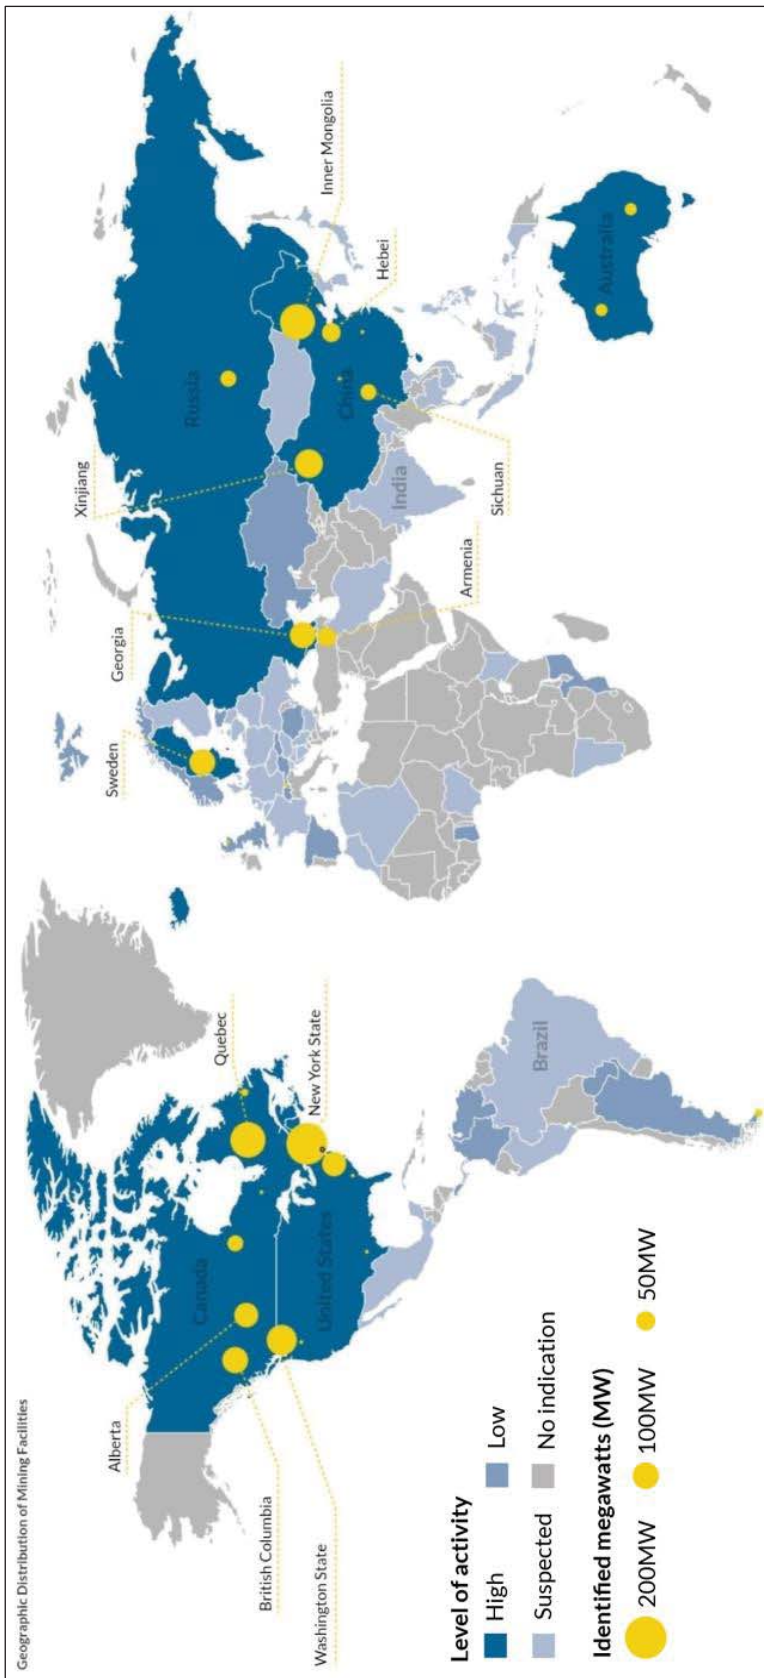 Geographic Distribution of Mining Facilities
Alberta
British Columbia
Washington State
Canada
United States
Quebec
New York State
Brazil
Sweden
Georgia
Armenia
Xinjiang
Russia
China
India
Inner Mongolia
Hebei
Sichuan
Australia
Level of activity
High
Low
Suspected
No indication
Identified megawatts (MW)
200MW
100MW
50MW